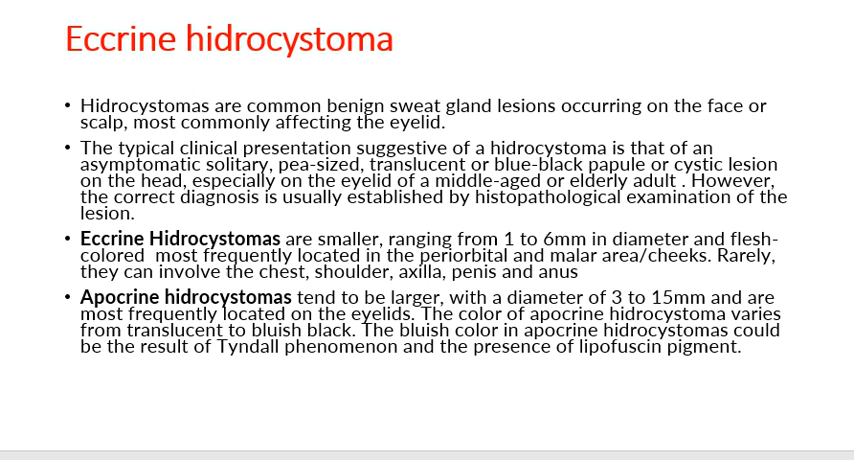 Eccrine hidrocystoma
• Hidrocystomas are common benign sweat gland lesions occurring on the face or
scalp, most commonly affecting the eyelid.
• The typical clinical presentation suggestive of a hidrocystoma is that of an
asymptomatic solitary, pea-sized, translucent or blue-black papule or cystic lesion
on the head, especially on the eyelid of a middle-aged or elderly adult . However,
the correct diagnosis is usually established by histopathological examination of the
lesion.
• Eccrine Hidrocystomas are smaller, ranging from 1 to 6mm in diameter and flesh-
colored  most frequently located in the periorbital and malar area/cheeks. Rarely,
they can involve the chest, shoulder, axilla, penis and anus
• Apocrine hidrocystomas tend to be larger, with a diameter of 3 to 15mm and are
most frequently located on the eyelids. The color of apocrine hidrocystoma varies
from translucent to bluish black. The bluish color in apocrine hidrocystomas could
be the result of Tyndall phenomenon and the presence of lipofuscin pigment.